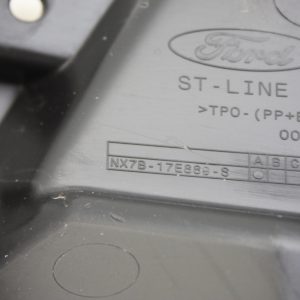 Ford
ST-LINE
>TPO-(PP+E
00
A B C
NX7B-17E889-S